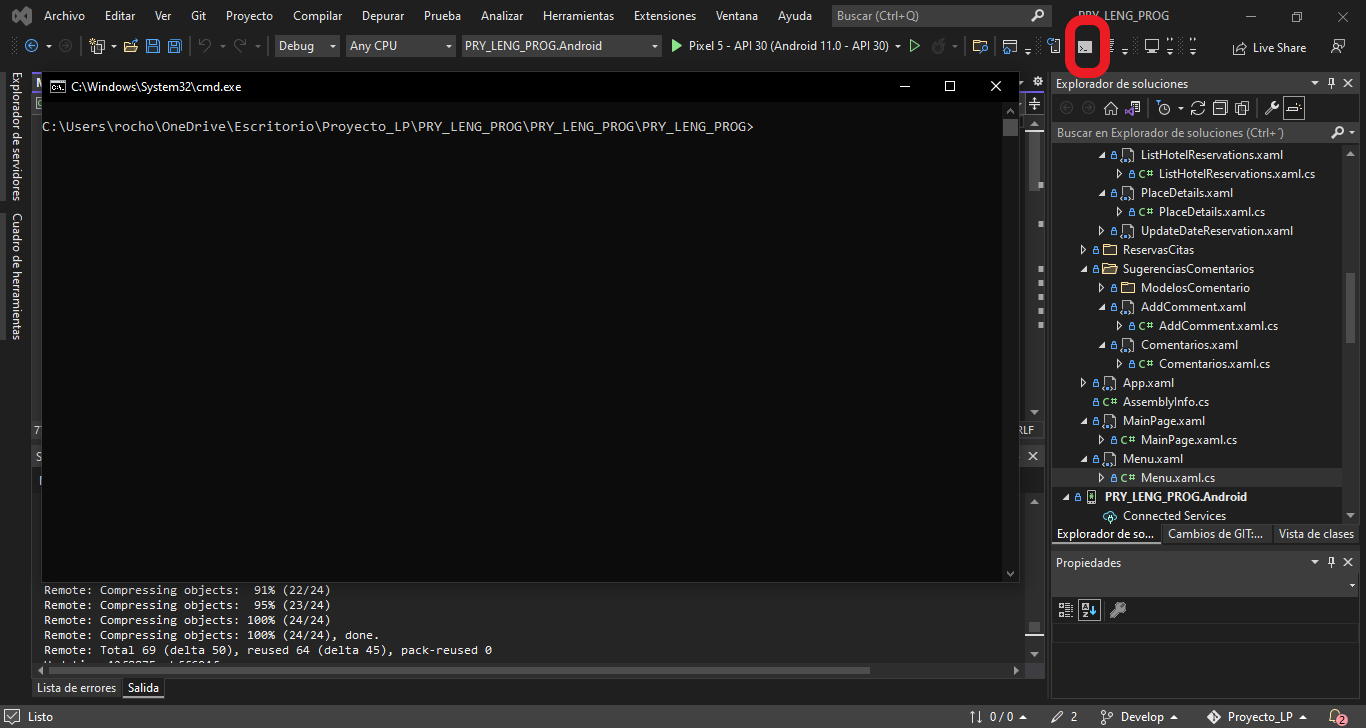 Archivo Editar Ver Git Proyecto Compilar Depurar Prueba Analizar Herramientas Extensiones Ventana Ayuda Buscar (Ctrl+Q) PRY_LENG_PROG
Debug Any CPU PRY_LENG_PROG.Android Pixel 5 - API 30 (Android 11.0 - API 30) Live Share
Explorador de servidores
Cuadro de herramientas
C:\Windows\System32\cmd.exe
C:\Users\rocho\OneDrive\Escritorio\Proyecto_LP\PRY_LENG_PROG\PRY_LENG_PROG\PRY_LENG_PROG>
Remote: Compressing objects:  91% (22/24)
Remote: Compressing objects:  95% (23/24)
Remote: Compressing objects: 100% (24/24)
Remote: Compressing objects: 100% (24/24), done.
Remote: Total 69 (delta 50), reused 64 (delta 45), pack-reused 0
Lista de errores Salida
Explorador de soluciones
Buscar en Explorador de soluciones (Ctrl+´)
ListHotelReservations.xaml
C# ListHotelReservations.xaml.cs
PlaceDetails.xaml
C# PlaceDetails.xaml.cs
UpdateDateReservation.xaml
ReservasCitas
SugerenciasComentarios
ModelosComentario
AddComment.xaml
C# AddComment.xaml.cs
Comentarios.xaml
C# Comentarios.xaml.cs
App.xaml
C# AssemblyInfo.cs
MainPage.xaml
C# MainPage.xaml.cs
Menu.xaml
C# Menu.xaml.cs
PRY_LENG_PROG.Android
Connected Services
Explorador de so... Cambios de GIT:... Vista de clases
Propiedades
Listo 0 / 0 2 Develop Proyecto_LP 2